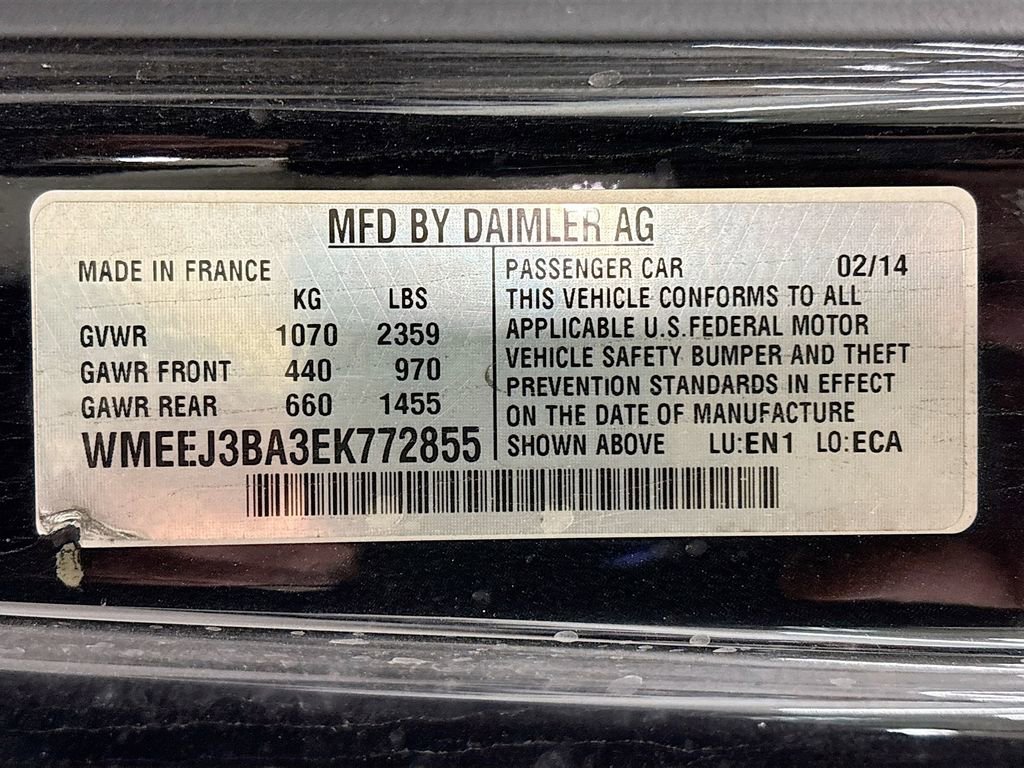 MFD BY DAIMLER AG
MADE IN FRANCE
KG LBS
GVWR 1070 2359
GAWR FRONT 440 970
GAWR REAR 660 1455
WMEEJ3BA3EK772855
PASSENGER CAR 02/14
THIS VEHICLE CONFORMS TO ALL
APPLICABLE U.S.FEDERAL MOTOR
VEHICLE SAFETY BUMPER AND THEFT
PREVENTION STANDARDS IN EFFECT
ON THE DATE OF MANUFACTURE
SHOWN ABOVE LU:EN1 LO:ECA